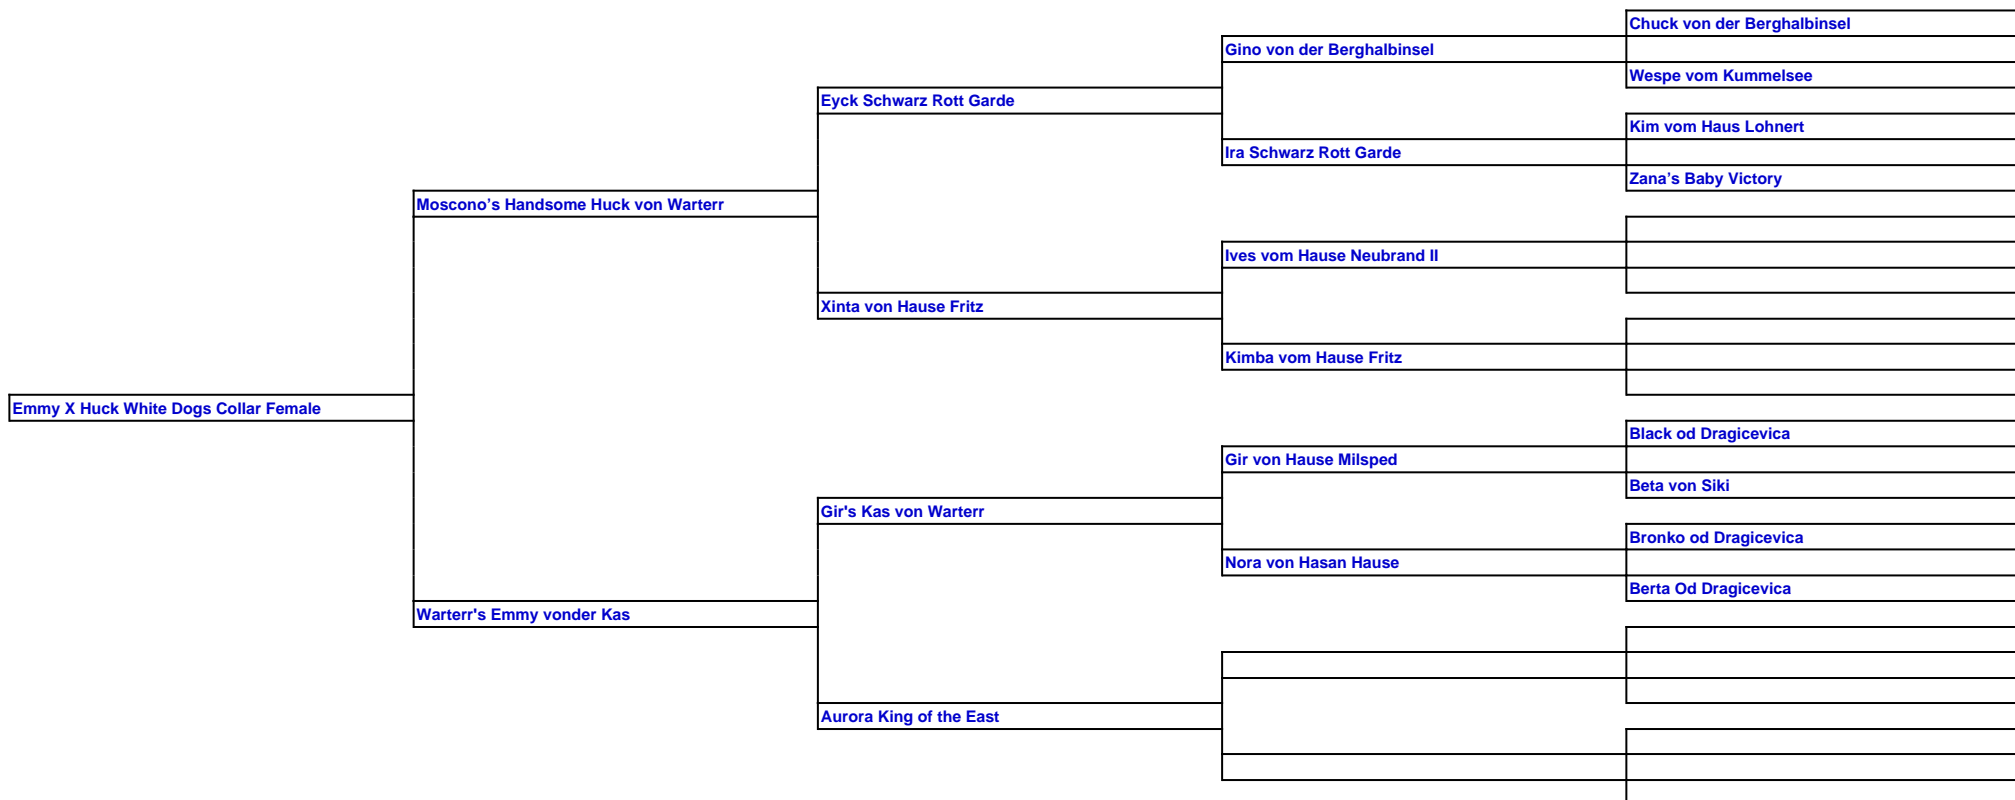 Chuck von der Berghalbinsel
Gino von der Berghalbinsel
Wespe vom Kummelsee
Eyck Schwarz Rott Garde
Kim vom Haus Lohnert
Ira Schwarz Rott Garde
Zana’s Baby Victory
Moscono’s Handsome Huck von Warterr
Ives vom Hause Neubrand II
Xinta von Hause Fritz
Kimba vom Hause Fritz
Emmy X Huck White Dogs Collar Female
Black od Dragicevica
Gir von Hause Milsped
Beta von Siki
Gir's Kas von Warterr
Bronko od Dragicevica
Nora von Hasan Hause
Berta Od Dragicevica
Warterr's Emmy vonder Kas
Aurora King of the East